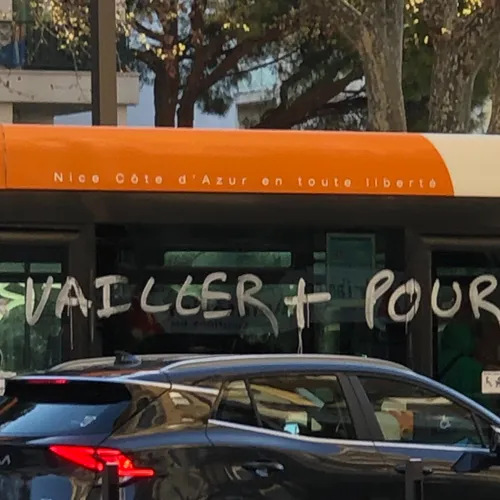 Nice Côte d'Azur en toute liberté
VAILLER + POUR